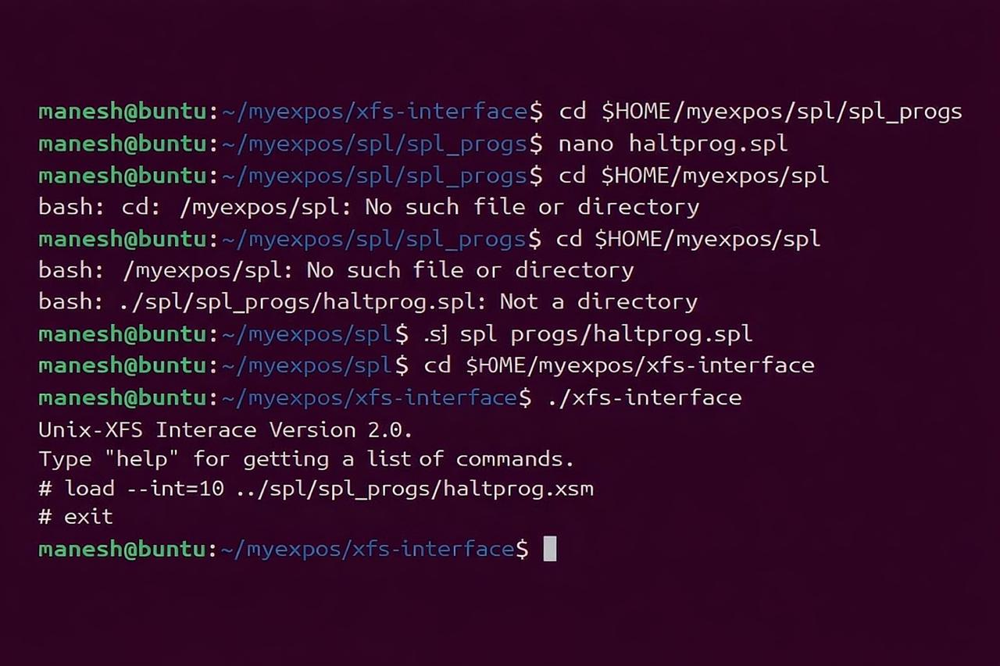 manesh@buntu:~/myexpos/xfs-interface$ cd $HOME/myexpos/spl/spl_progs
manesh@buntu:~/myexpos/spl/spl_progs$ nano haltprog.spl
manesh@buntu:~/myexpos/spl/spl_progs$ cd $HOME/myexpos/spl
bash: cd: /myexpos/spl: No such file or directory
manesh@buntu:~/myexpos/spl/spl_progs$ cd $HOME/myexpos/spl
bash: /myexpos/spl: No such file or directory
bash: ./spl/spl_progs/haltprog.spl: Not a directory
manesh@buntu:~/myexpos/spl$ spl progs/haltprog.spl
manesh@buntu:~/myexpos/spl$ cd $HOME/myexpos/xfs-interface
manesh@buntu:~/myexpos/xfs-interface$ ./xfs-interface
Unix-XFS Interace Version 2.0.
Type "help" for getting a list of commands.
# load --int=10 ../spl/spl_progs/haltprog.xsm
# exit
manesh@buntu:~/myexpos/xfs-interface$